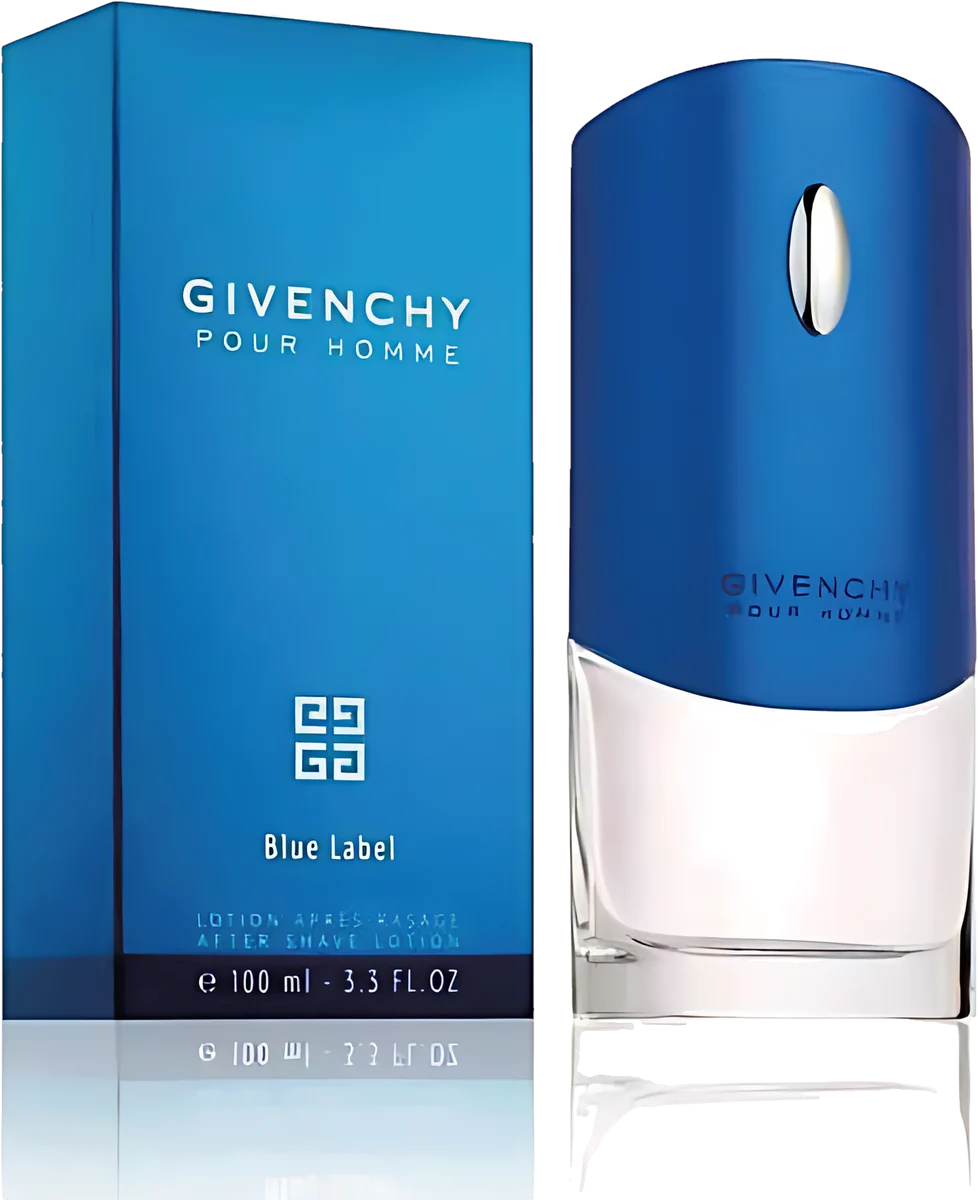 GIVENCHY
POUR HOMME
Blue Label
LOTION APRÈS-RASAGE
AFTER SHAVE LOTION
e 100 ml - 3.3 FL.OZ
GIVENCHY
POUR HOMME